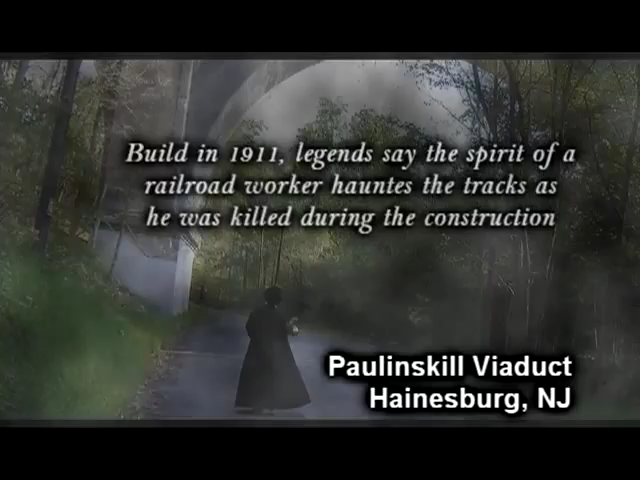 Build in 1911, legends say the spirit of a
railroad worker hauntes the tracks as
he was killed during the construction
Paulinskill Viaduct
Hainesburg, NJ